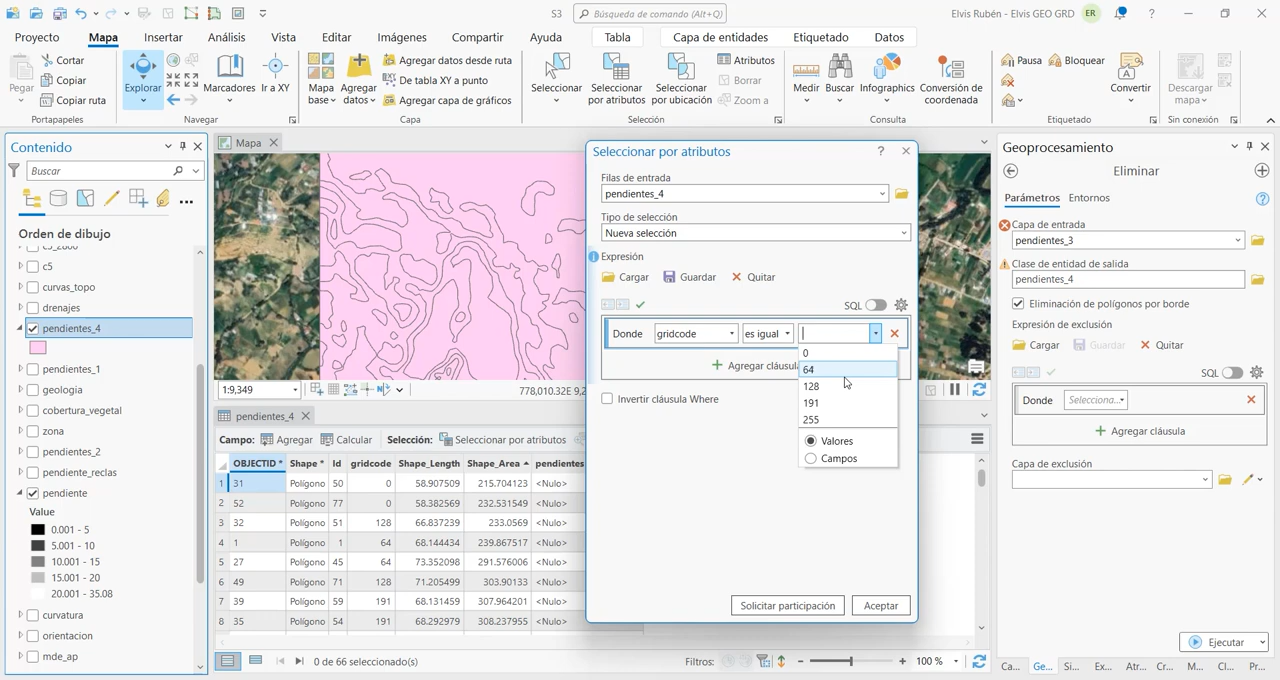 S3
Búsqueda de comando (Alt+Q)
Elvis Rubén - Elvis GEO GRD
ER
Proyecto
Mapa
Insertar
Análisis
Vista
Editar
Imágenes
Compartir
Ayuda
Tabla
Capa de entidades
Etiquetado
Datos
Pegar
Cortar
Copiar
Copiar ruta
Portapapeles
Explorar
Marcadores
Ir a XY
Navegar
Mapa base
Agregar datos
Agregar datos desde ruta
De tabla XY a punto
Agregar capa de gráficos
Capa
Seleccionar
Seleccionar por atributos
Seleccionar por ubicación
Atributos
Borrar
Zoom a
Selección
Medir
Buscar
Infographics
Conversión de coordenada
Consulta
Pausa
Bloquear
Convertir
Etiquetado
Descargar mapa
Sin conexión
Contenido
Buscar
Orden de dibujo
c5_2800
c5
curvas_topo
drenajes
pendientes_4
pendientes_1
geologia
cobertura_vegetal
zona
pendientes_2
pendiente_reclas
pendiente
Value
0.001 - 5
5.001 - 10
10.001 - 15
15.001 - 20
20.001 - 35.08
curvatura
orientacion
mde_ap
Mapa
1:9,349
778,010.32E 9,2
pendientes_4
Campo:
Agregar
Calcular
Selección:
Seleccionar por atributos
OBJECTID *
Shape *
Id
gridcode
Shape_Length
Shape_Area
pendientes
1 31 Polígono 50 0 58.907509 215.704123 <Nulo>
2 52 Polígono 77 0 58.382569 232.531549 <Nulo>
3 32 Polígono 51 128 66.837239 233.0569 <Nulo>
4 1 Polígono 1 64 68.144434 239.867517 <Nulo>
5 27 Polígono 45 64 73.352098 291.576006 <Nulo>
6 49 Polígono 71 128 71.205499 303.90133 <Nulo>
7 39 Polígono 59 191 68.131459 307.964201 <Nulo>
8 35 Polígono 54 191 68.292979 308.237955 <Nulo>
0 de 66 seleccionado(s)
Filtros:
100 %
Seleccionar por atributos
?
Filas de entrada
pendientes_4
Tipo de selección
Nueva selección
Expresión
Cargar
Guardar
Quitar
SQL
Donde
gridcode
es igual
0
64
128
191
255
Valores
Campos
Agregar cláusula
Invertir cláusula Where
Solicitar participación
Aceptar
Geoprocesamiento
Eliminar
Parámetros
Entornos
Capa de entrada
pendientes_3
Clase de entidad de salida
pendientes_4
Eliminación de polígonos por borde
Expresión de exclusión
Cargar
Guardar
Quitar
SQL
Donde
Selecciona...
Agregar cláusula
Capa de exclusión
Ejecutar
Ca...
Ge...
Si...
Ex...
Atr...
Cr...
M...
Cl...
Pr...